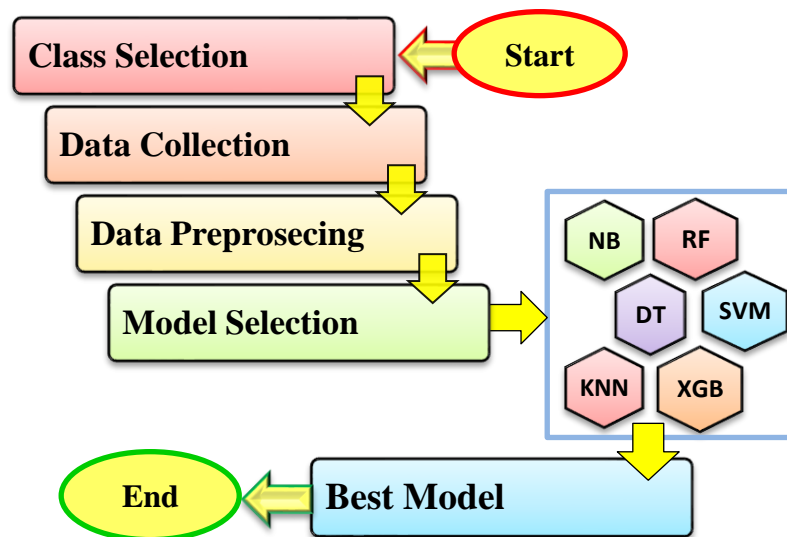 Start
Class Selection
Data Collection
Data Preprosecing
Model Selection
NB
RF
DT
SVM
KNN
XGB
Best Model
End